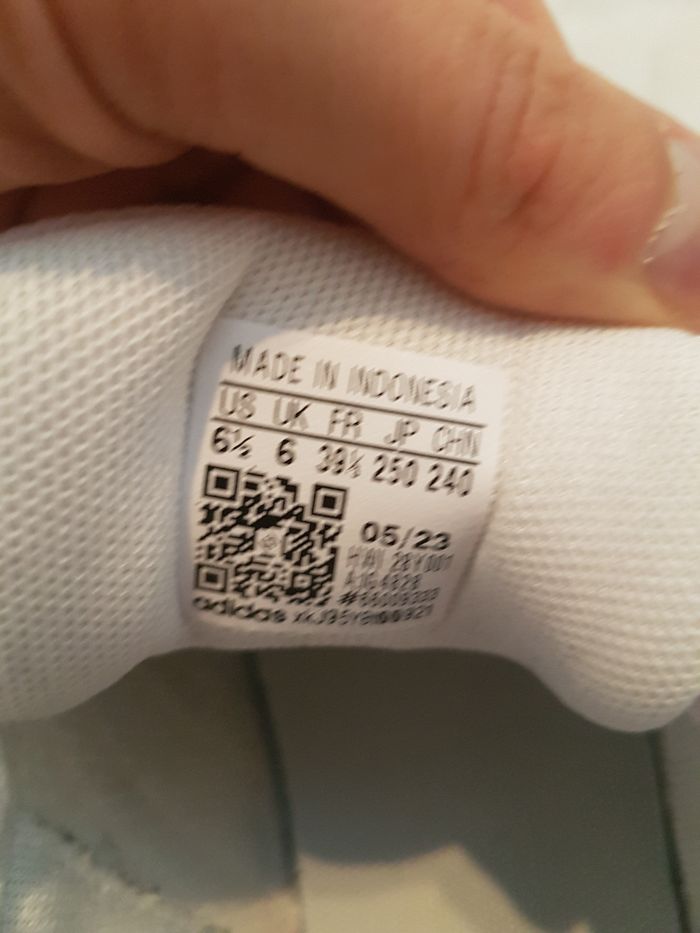 MADE IN INDONESIA
US UK FR JP CHN
6½ 6 39⅓ 250 240
05/23
adidas